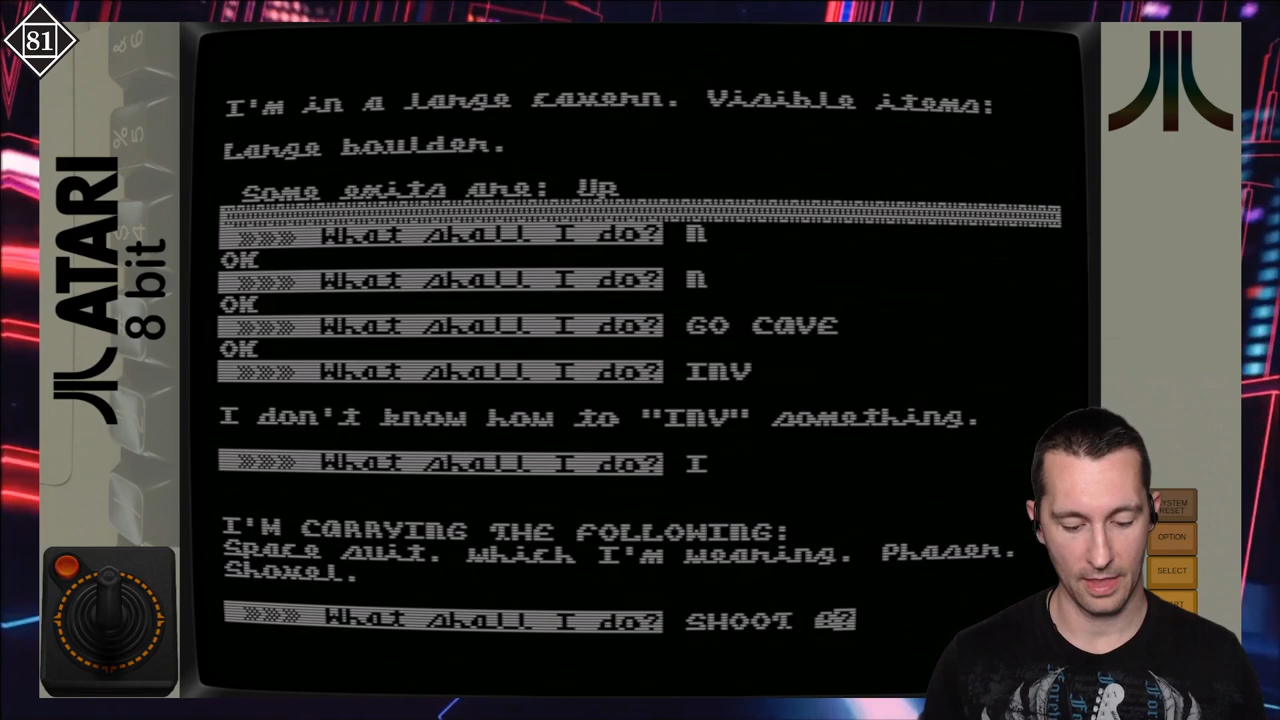 81
I'm in a large cavern. Visible items:
Large boulder.
Some exits are: Up
»»»» What shall I do? N
OK
»»»» What shall I do? N
OK
»»»» What shall I do? GO CAVE
OK
»»»» What shall I do? INV
I don't know how to "INV" something.
»»»» What shall I do? I
I'M CARRYING THE FOLLOWING:
Space suit. which I'm wearing. Phaser.
Shovel.
»»»» What shall I do? SHOOT
ATARI
8 bit
SYSTEM
RESET
OPTION
SELECT